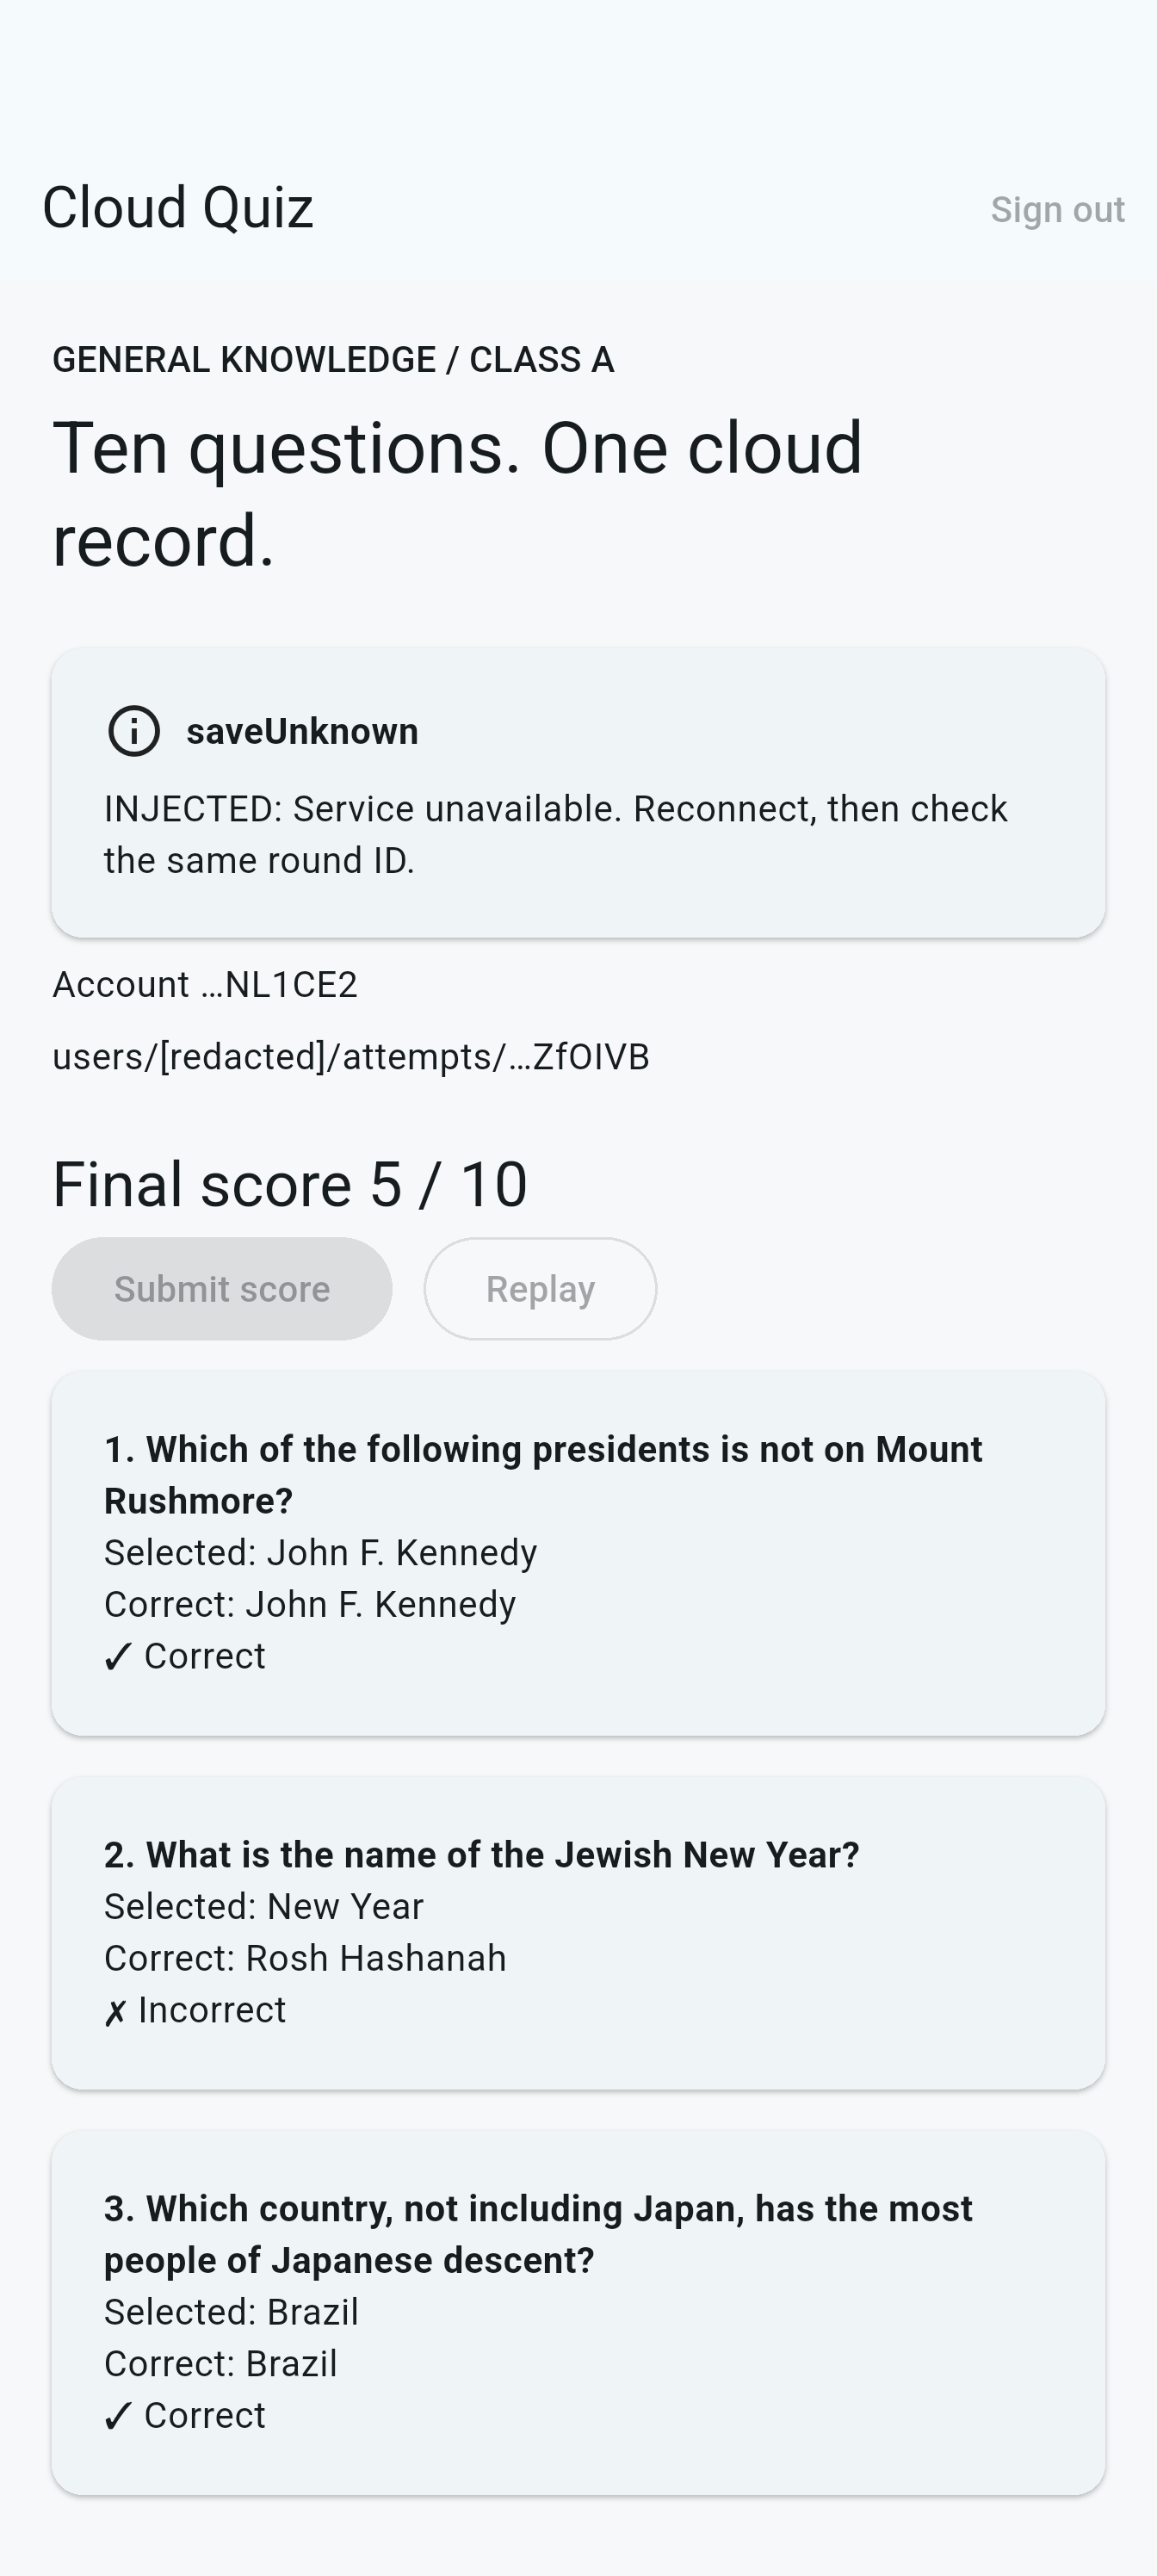 Cloud Quiz
Sign out
GENERAL KNOWLEDGE / CLASS A
Ten questions. One cloud
record.
saveUnknown
INJECTED: Service unavailable. Reconnect, then check
the same round ID.
Account …NL1CE2
users/[redacted]/attempts/…ZfOIVB
Final score 5 / 10
Submit score
Replay
1. Which of the following presidents is not on Mount
Rushmore?
Selected: John F. Kennedy
Correct: John F. Kennedy
✓ Correct
2. What is the name of the Jewish New Year?
Selected: New Year
Correct: Rosh Hashanah
✗ Incorrect
3. Which country, not including Japan, has the most
people of Japanese descent?
Selected: Brazil
Correct: Brazil
✓ Correct